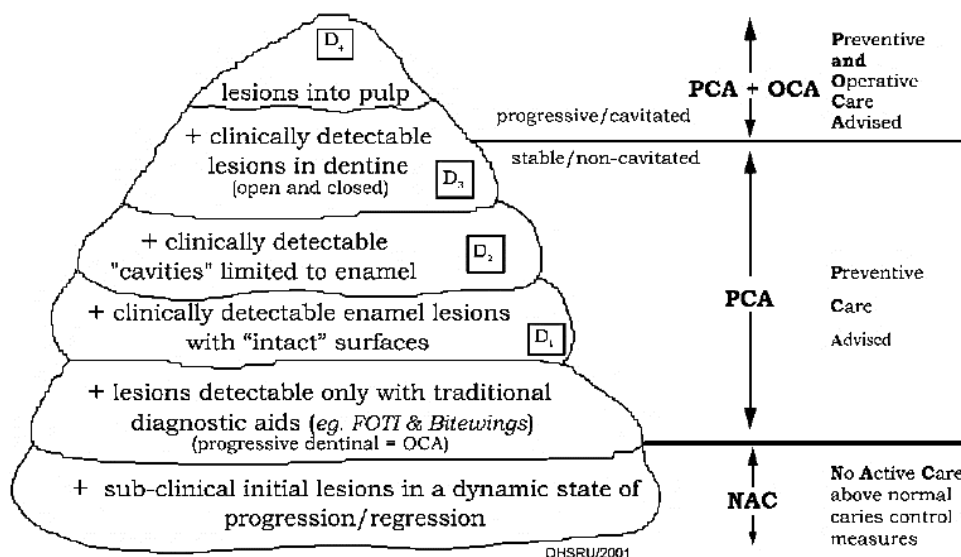 D4
lesions into pulp
+ clinically detectable
lesions in dentine
(open and closed)
D3
+ clinically detectable
"cavities" limited to enamel
D2
+ clinically detectable enamel lesions
with “intact” surfaces
D1
+ lesions detectable only with traditional
diagnostic aids (eg. FOTI & Bitewings)
(progressive dentinal = OCA)
+ sub-clinical initial lesions in a dynamic state of
progression/regression
DHSRU/2001
progressive/cavitated
stable/non-cavitated
PCA + OCA
Preventive
and
Operative
Care
Advised
PCA
Preventive
Care
Advised
NAC
No Active Care
above normal
caries control
measures